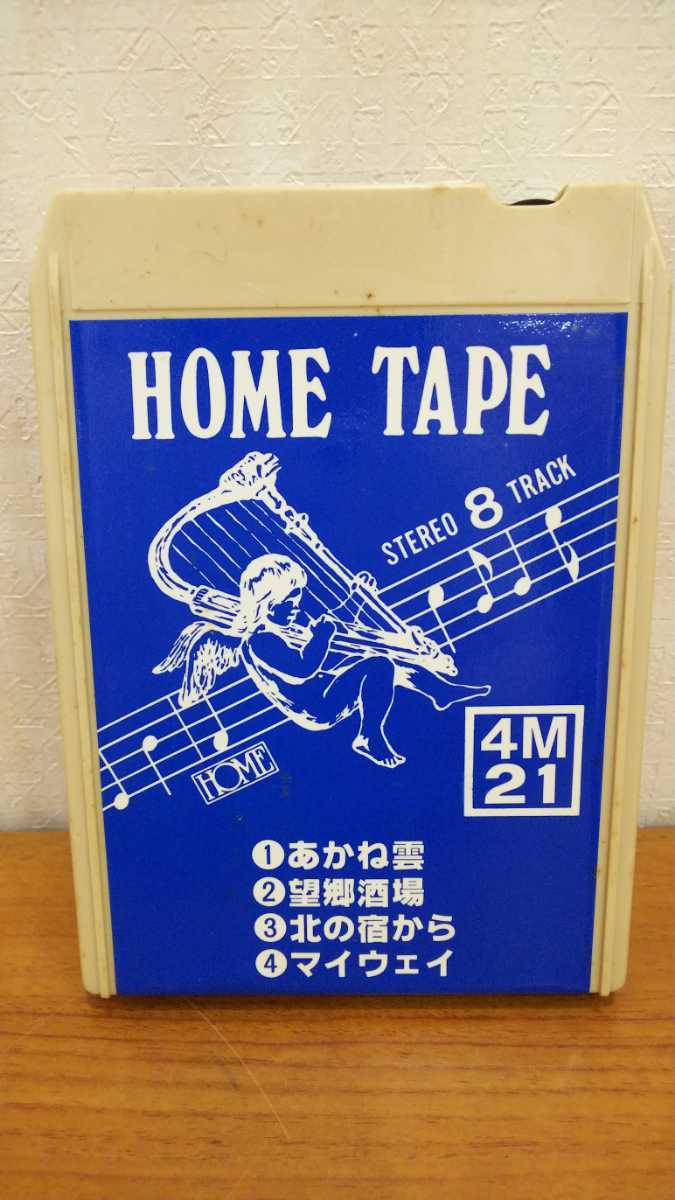 HOME TAPE
STEREO 8 TRACK
HOME
4M
21
❶あかね雲
❷望郷酒場
❸北の宿から
❹マイウェイ